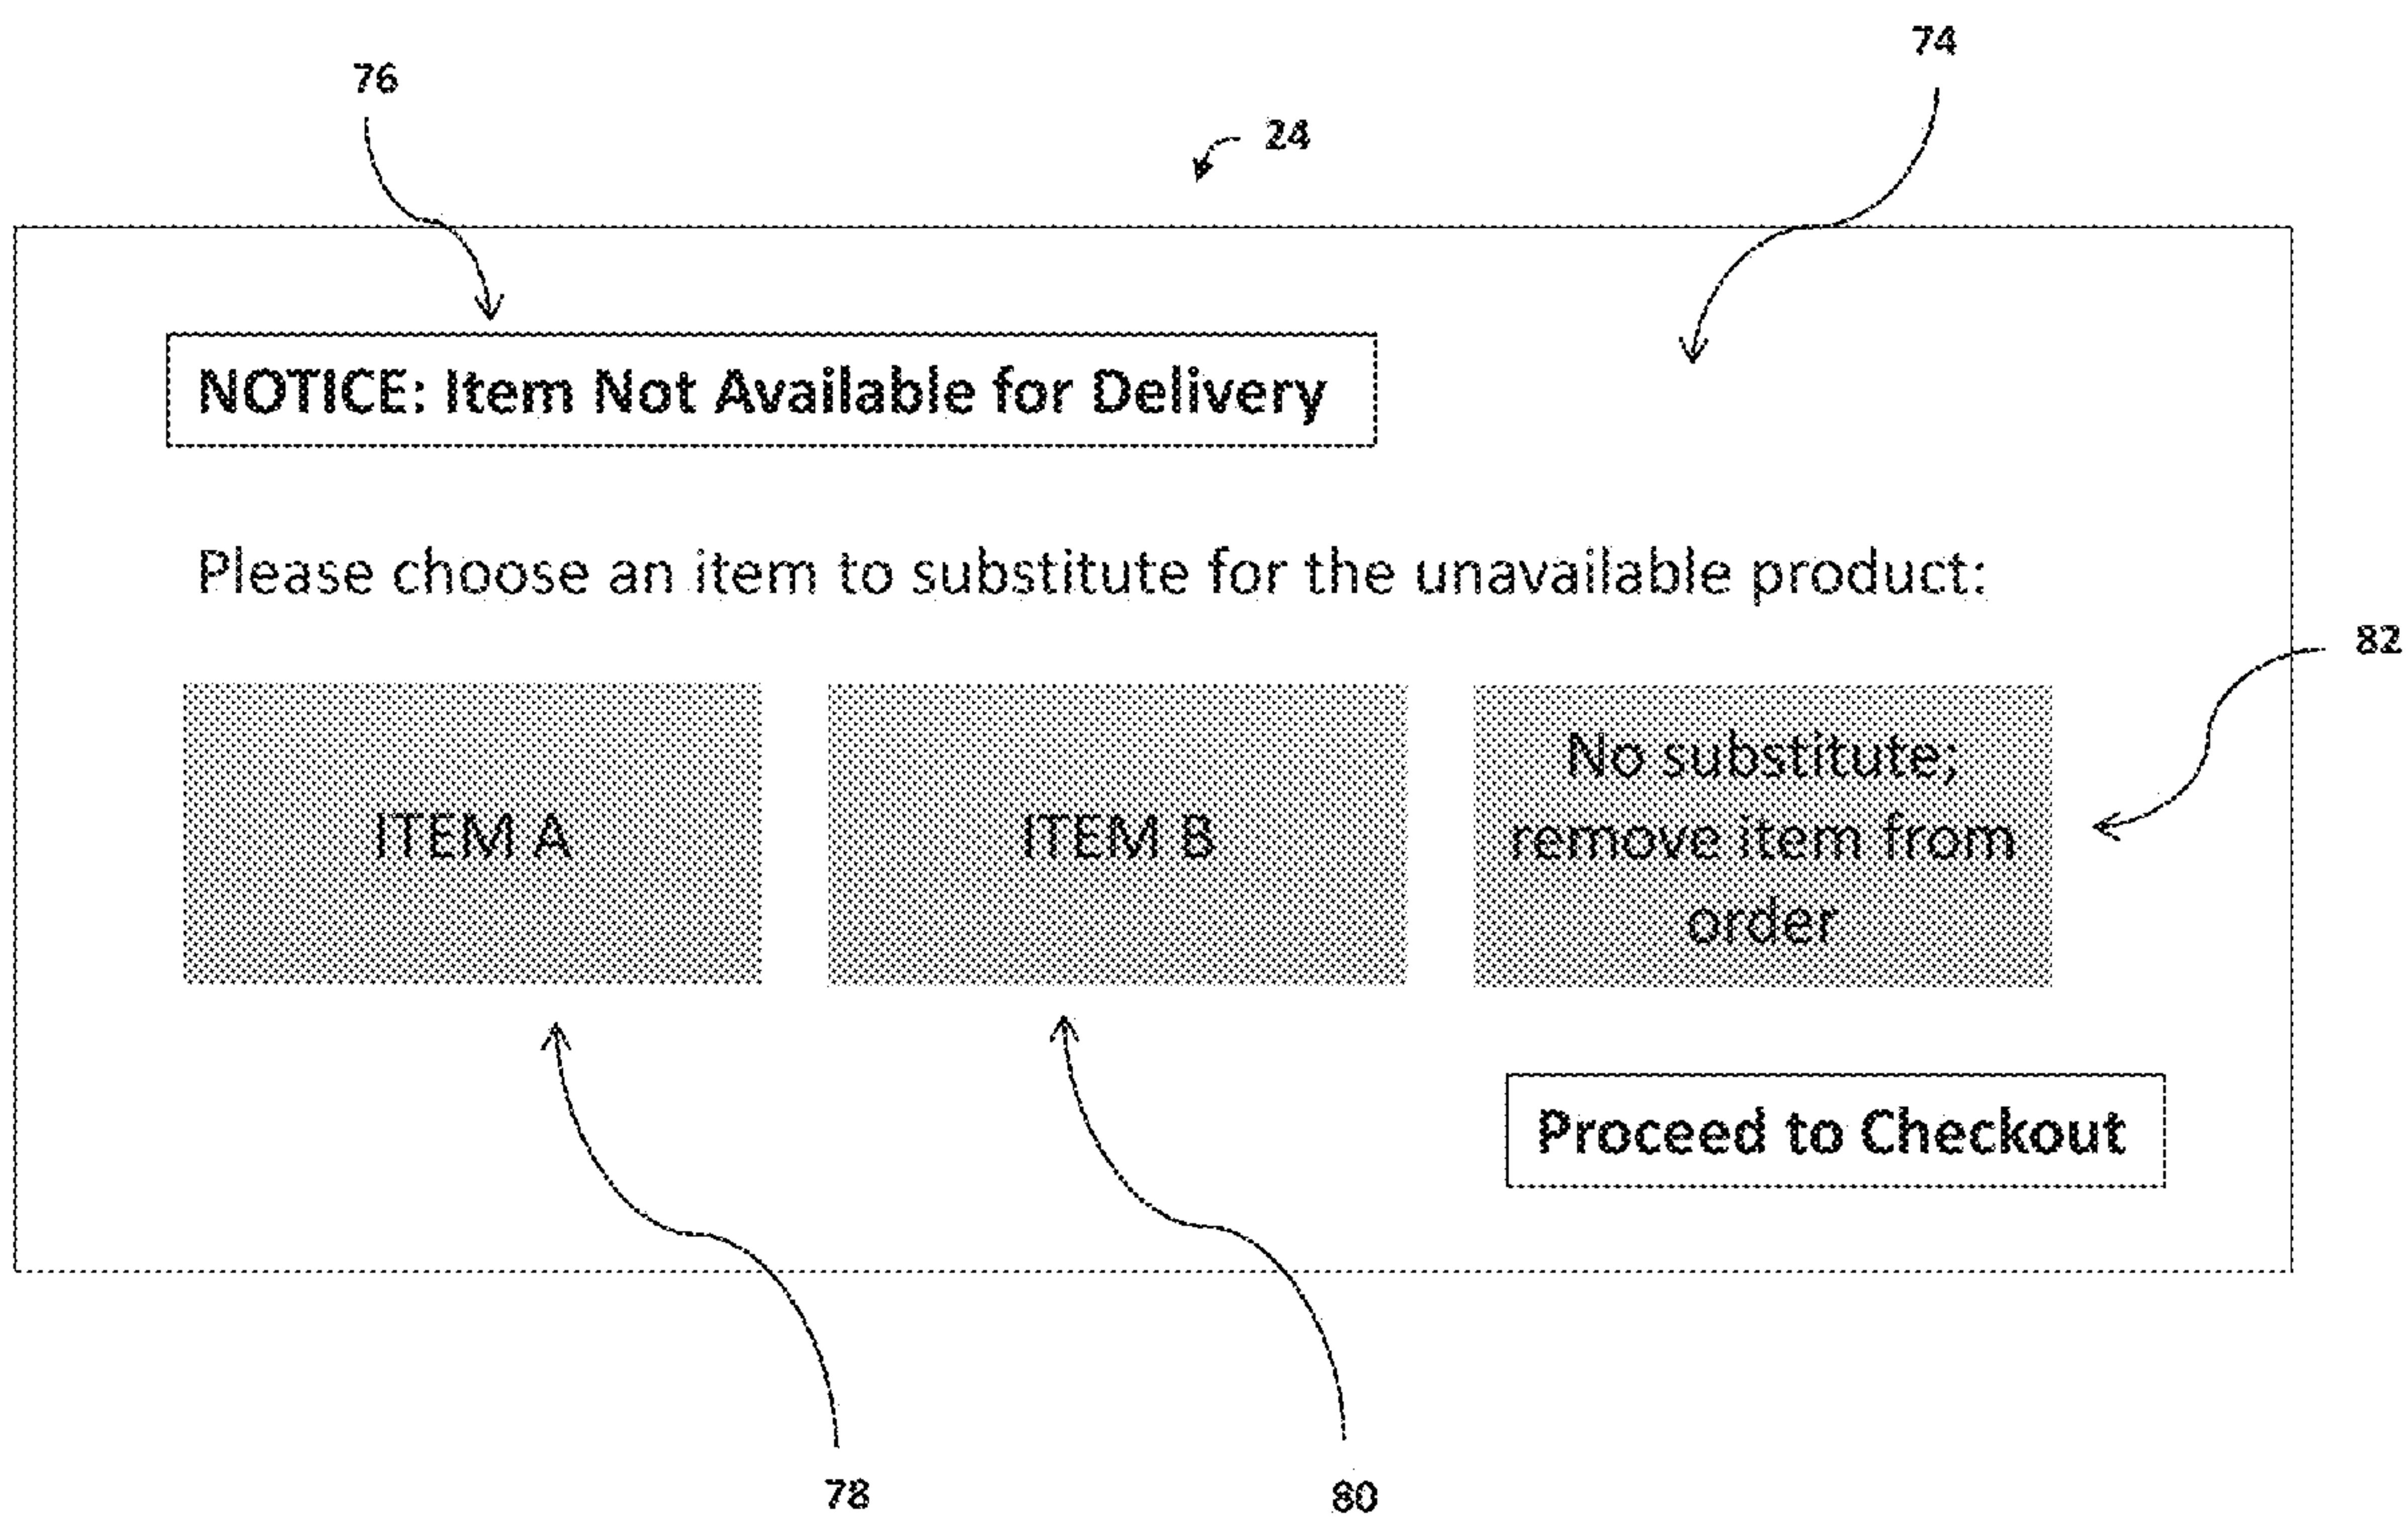 74
76
24
NOTICE: Item Not Available for Delivery
Please choose an item to substitute for the unavailable product:
82
ITEM A
ITEM B
No substitute;
remove item from
order
Proceed to Checkout
78
80